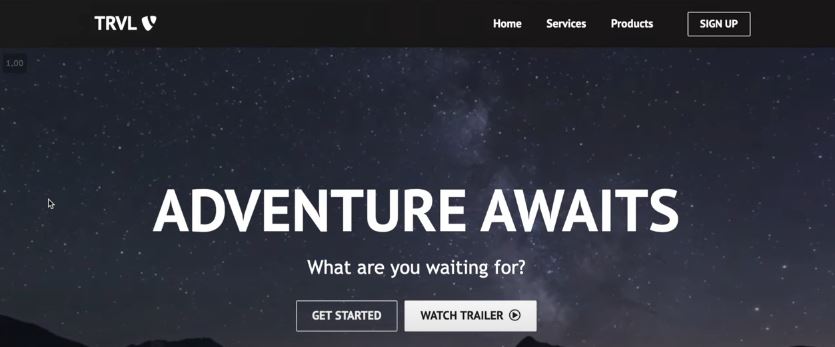 TRVL
Home Services Products SIGN UP
1,00
ADVENTURE AWAITS
What are you waiting for?
GET STARTED WATCH TRAILER